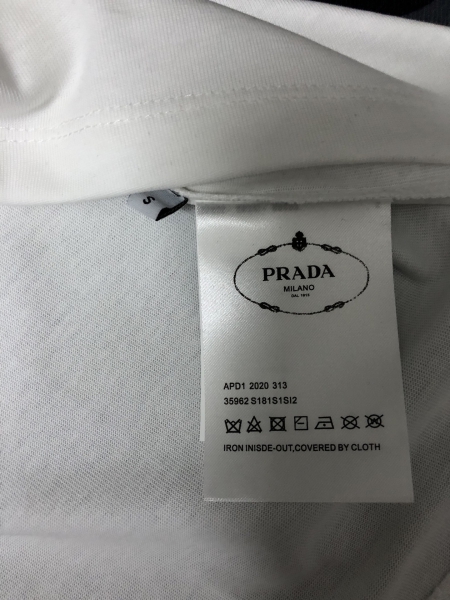 S
PRADA
MILANO
DAL 1913
APD1 2020 313
35962 S181S1SI2
IRON INISDE-OUT,COVERED BY CLOTH